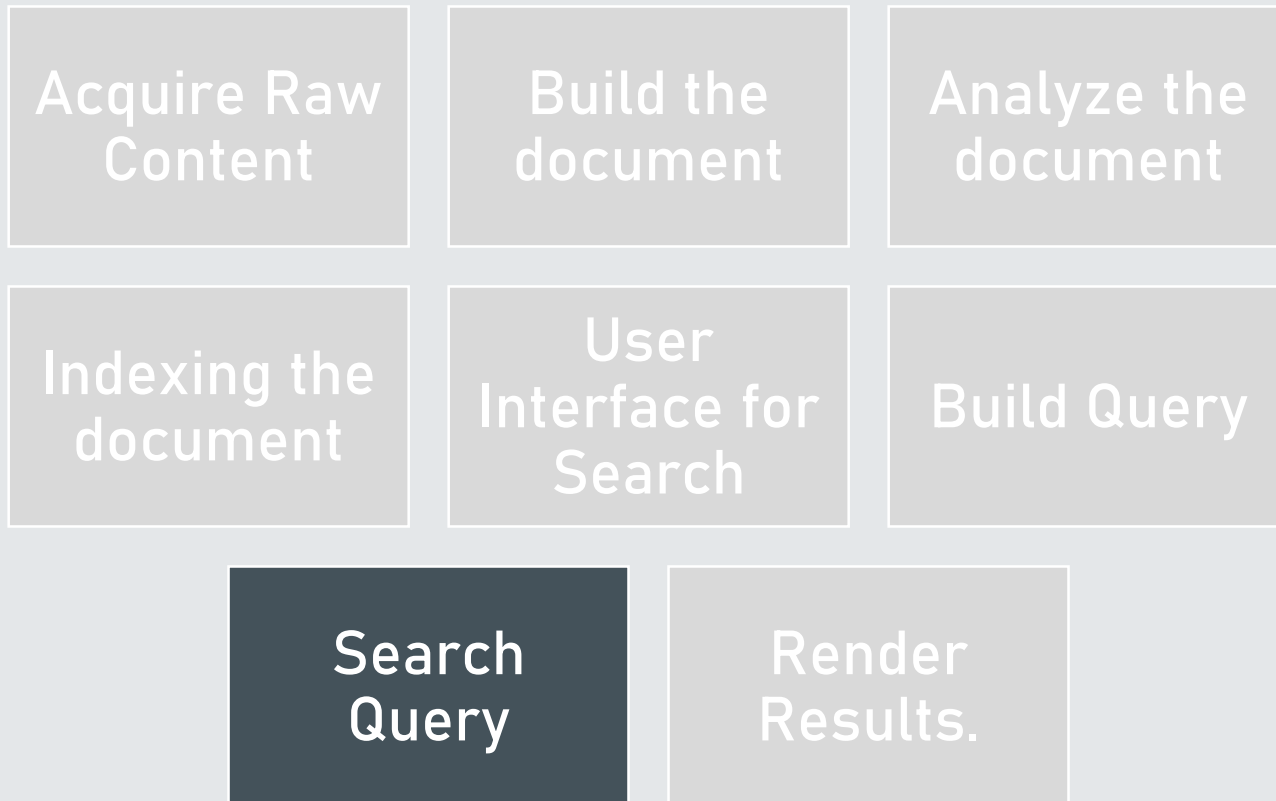 Acquire Raw
Content
Build the
document
Analyze the
document
Indexing the
document
User
Interface for
Search
Build Query
Search
Query
Render
Results.